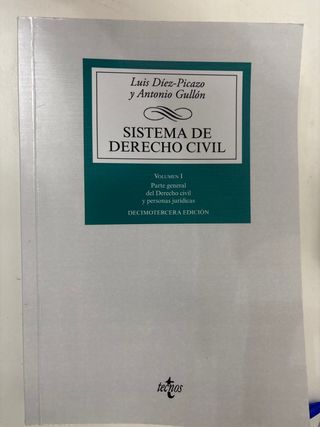 Luis Díez-Picazo
y Antonio Gullón
SISTEMA DE
DERECHO CIVIL
VOLUMEN I
Parte general
del Derecho civil
y personas jurídicas
DECIMOTERCERA EDICIÓN
tecnos